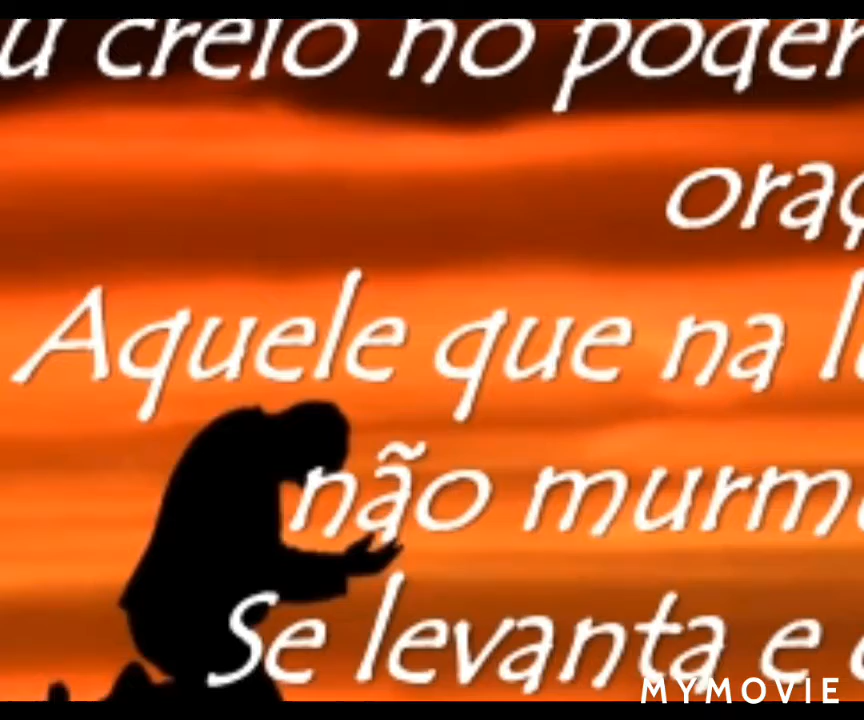 u creio no poder
oraç
Aquele que na l
não murm
Se levanta e
MYMOVIE